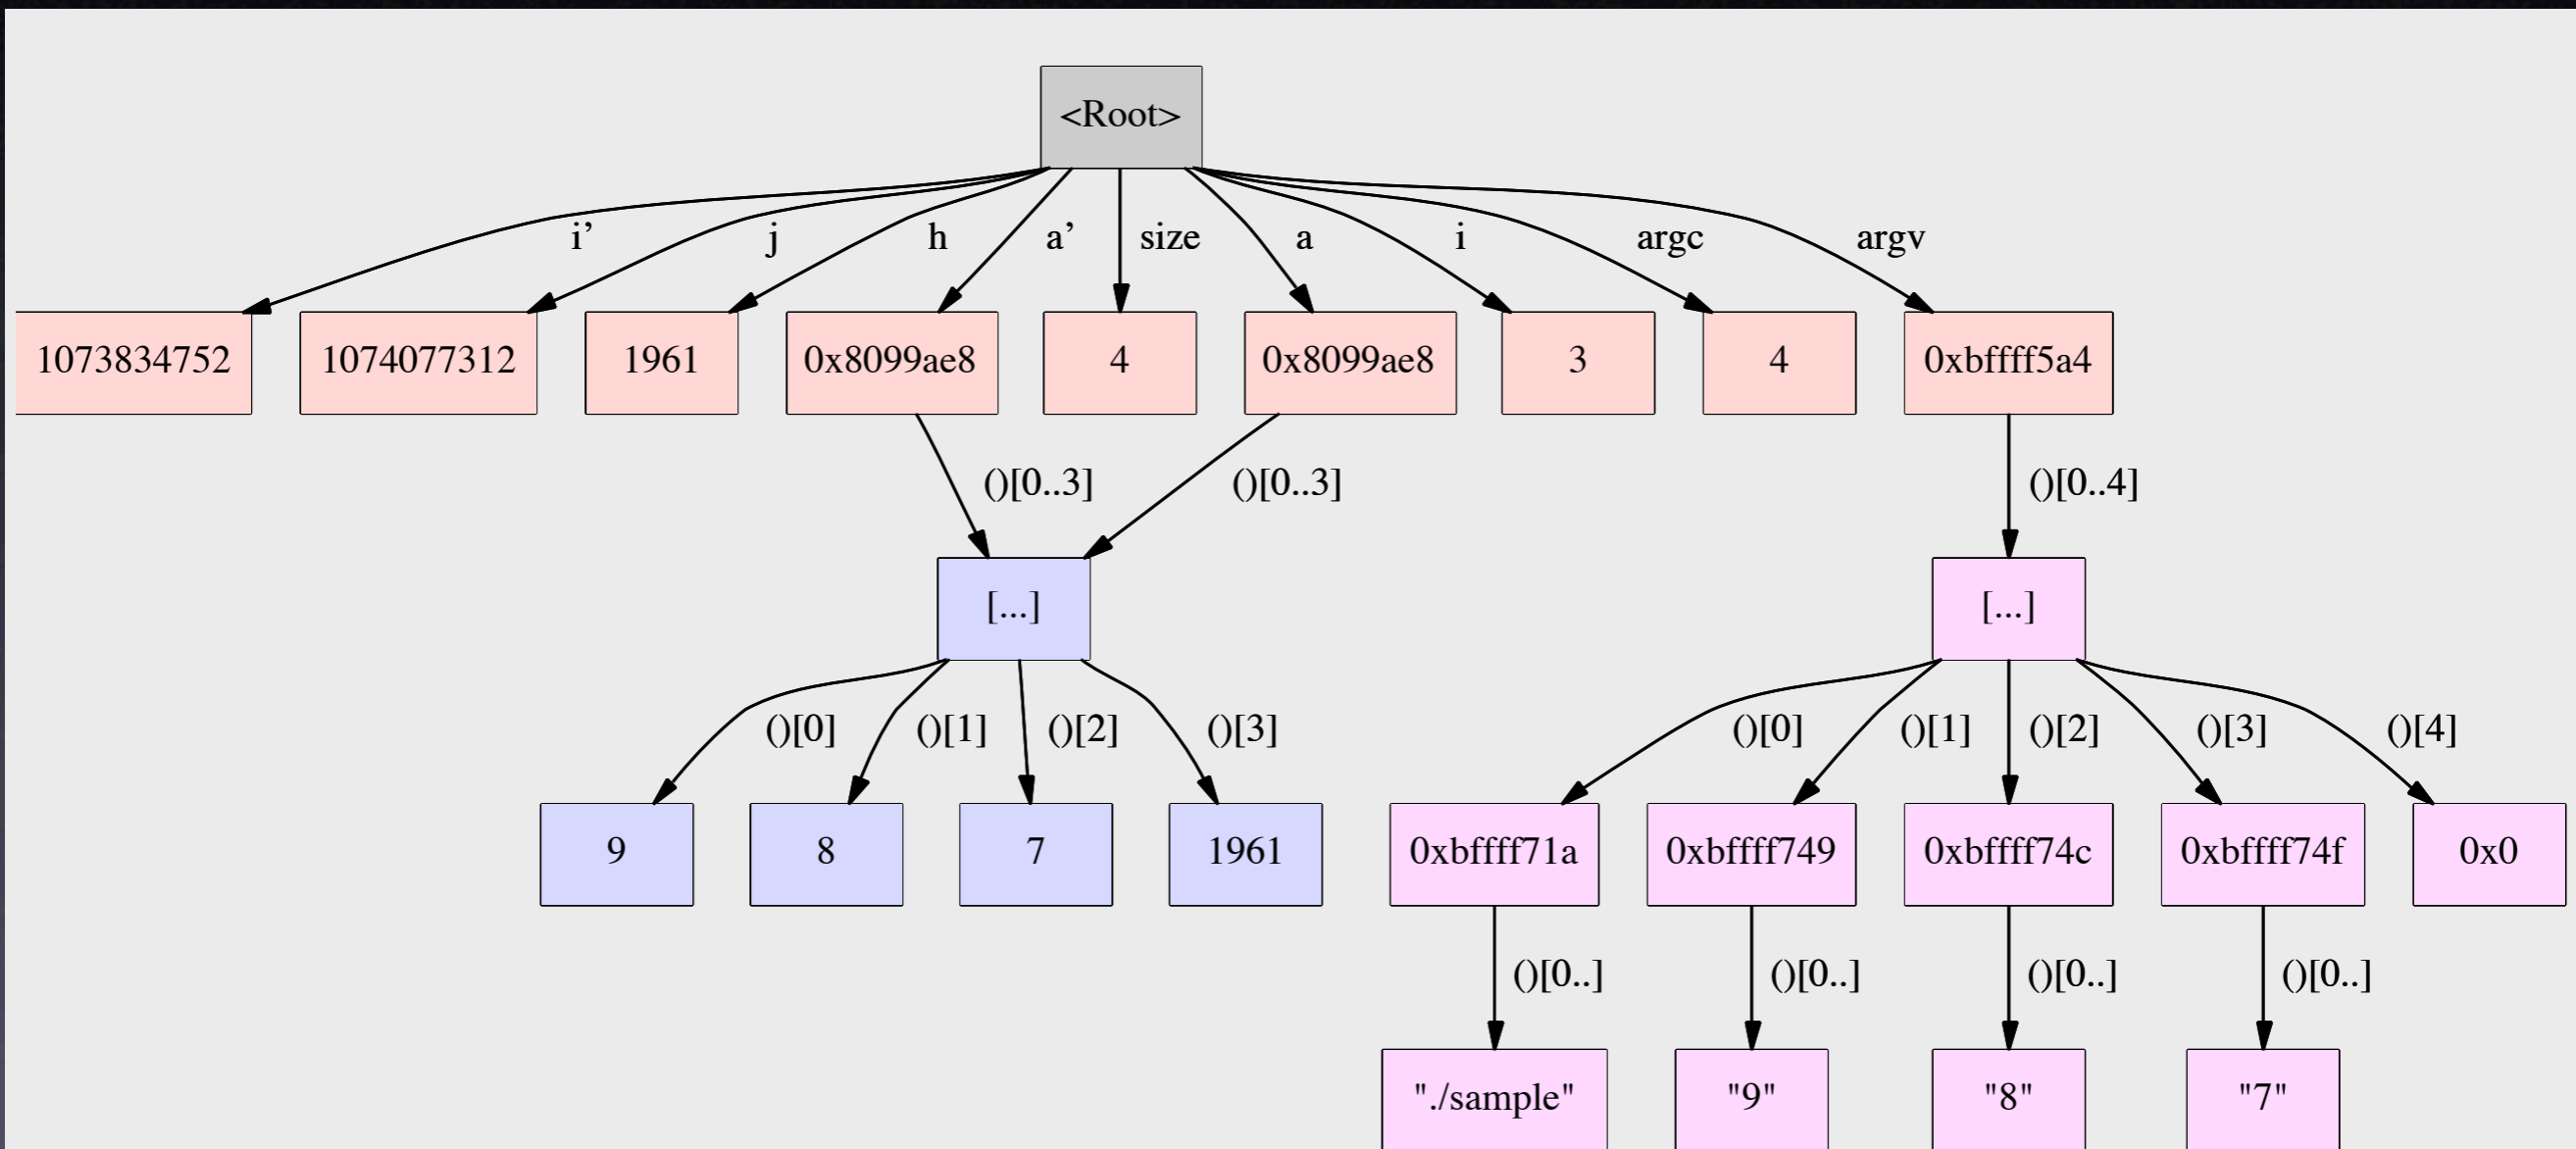 <Root>
i’ j h a’ size a i argc argv
1073834752 1074077312 1961 0x8099ae8 4 0x8099ae8 3 4 0xbffff5a4
()[0..3] ()[0..3] ()[0..4]
[...] [...]
()[0] ()[1] ()[2] ()[3] ()[0] ()[1] ()[2] ()[3] ()[4]
9 8 7 1961 0xbffff71a 0xbffff749 0xbffff74c 0xbffff74f 0x0
()[0..] ()[0..] ()[0..] ()[0..]
"./sample" "9" "8" "7"